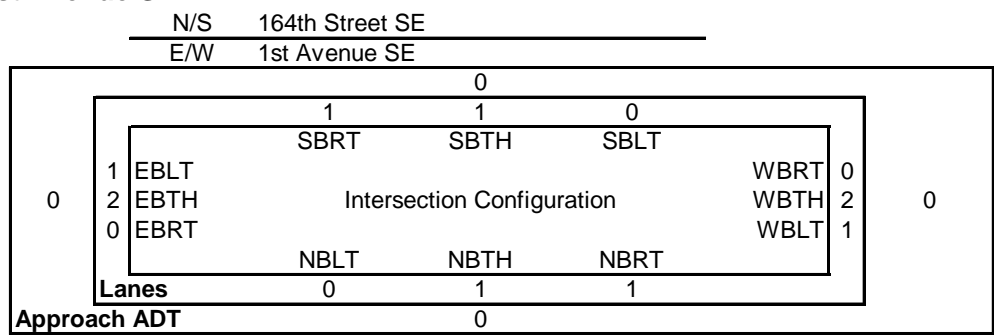 N/S 164th Street SE
E/W 1st Avenue SE
0
1 1 0
SBRT SBTH SBLT
1 EBLT WBRT 0
0 2 EBTH Intersection Configuration WBTH 2 0
0 EBRT WBLT 1
NBLT NBTH NBRT
Lanes 0 1 1
Approach ADT 0